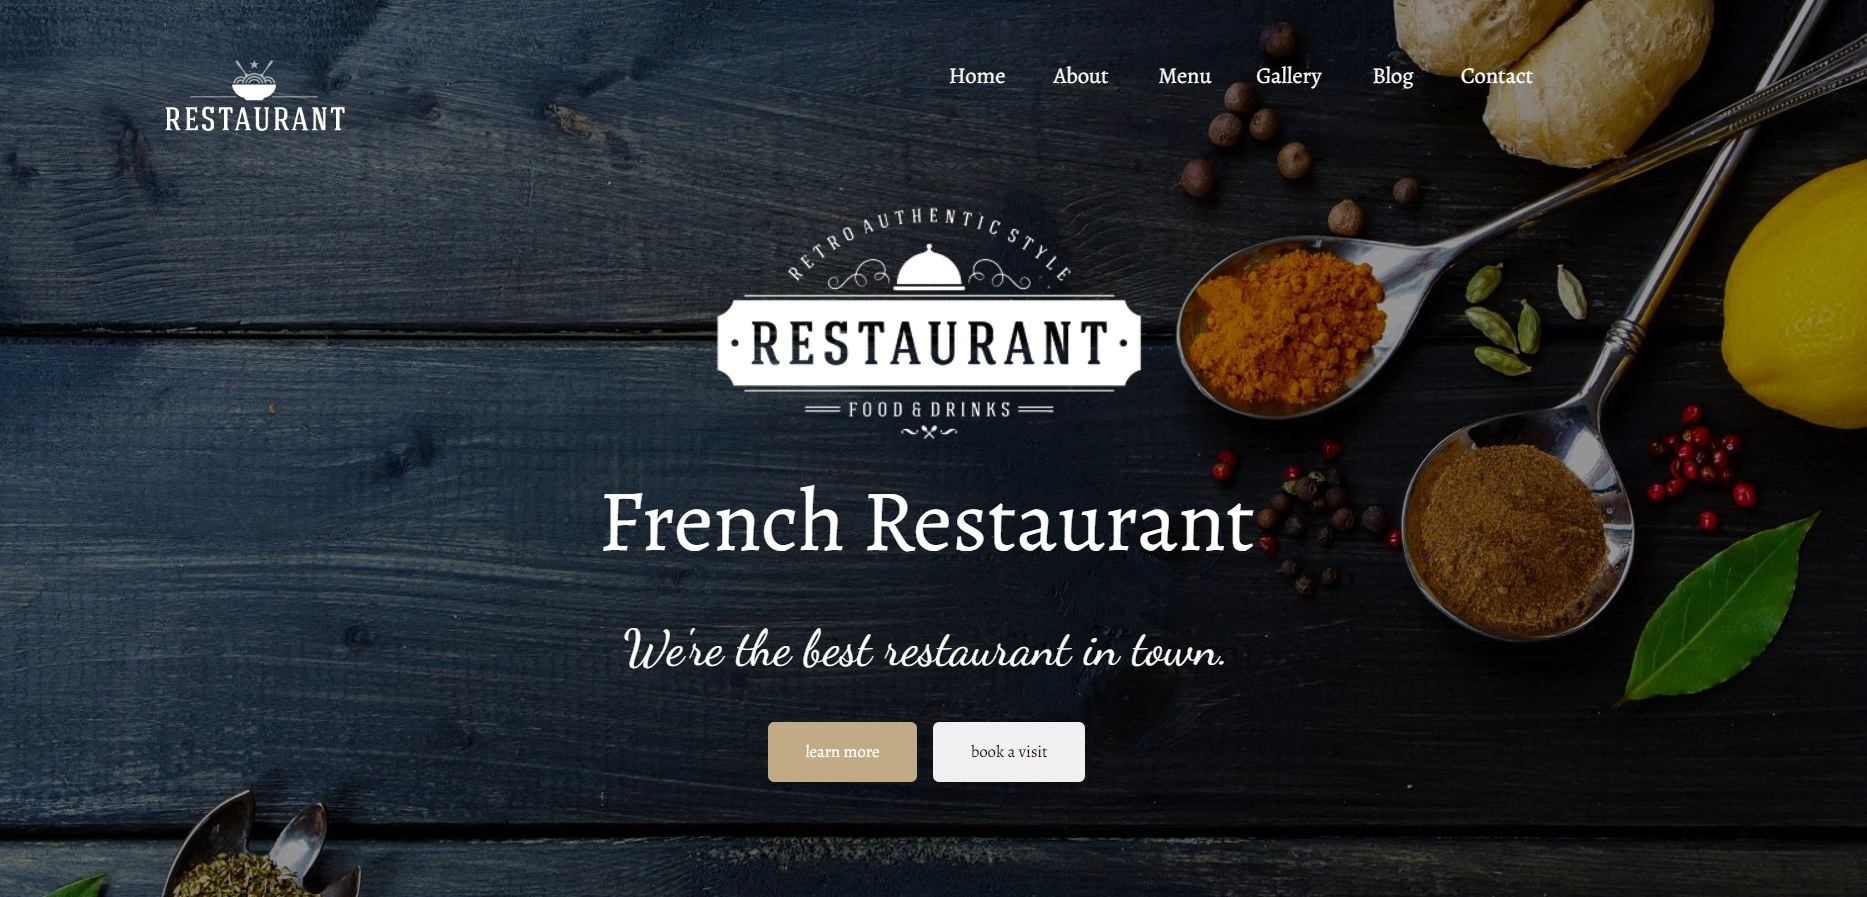 RESTAURANT
Home About Menu Gallery Blog Contact
RETRO AUTHENTIC STYLE
· RESTAURANT ·
FOOD & DRINKS
French Restaurant
We're the best restaurant in town.
learn more
book a visit